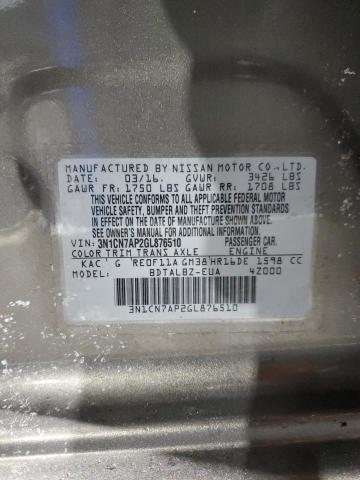 MANUFACTURED BY NISSAN MOTOR CO.,LTD.
DATE: 03/16. GVWR: 3426 LBS
GAWR FR: 1750 LBS GAWR RR: 1708 LBS
THIS VEHICLE CONFORMS TO ALL APPLICABLE FEDERAL
VEHICLE SAFETY, BUMPER AND THEFT PREVENTION STANDARDS
IN EFFECT ON THE DATE OF MANUFACTURE SHOWN ABOVE.
SEE OWNER'S MANUAL FOR ADDITIONAL INFORMATION.
VIN: 3N1CN7AP2GL876510 PASSENGER CAR.
COLOR TRIM TRANS AXLE ENGINE
KAC G RE0F11A GM38 HR16DE 1598 CC
MODEL: BDTALBZ-EUA 4Z000
3N1CN7AP2GL876510